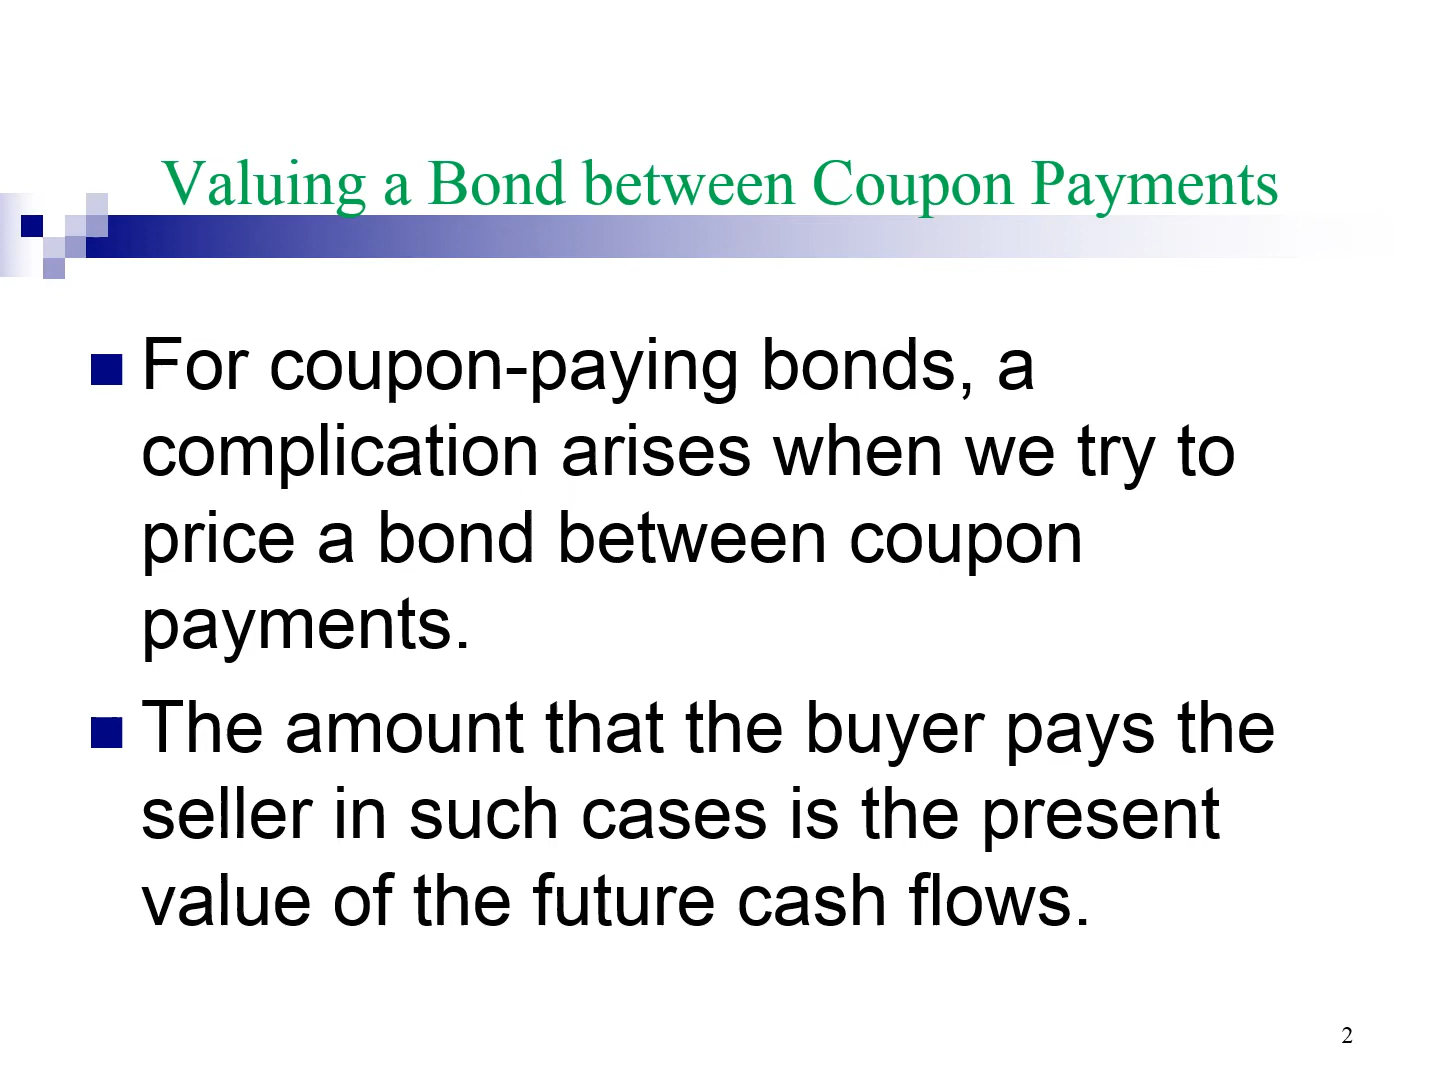 Valuing a Bond between Coupon Payments
For coupon-paying bonds, a
complication arises when we try to
price a bond between coupon
payments.
The amount that the buyer pays the
seller in such cases is the present
value of the future cash flows.
2